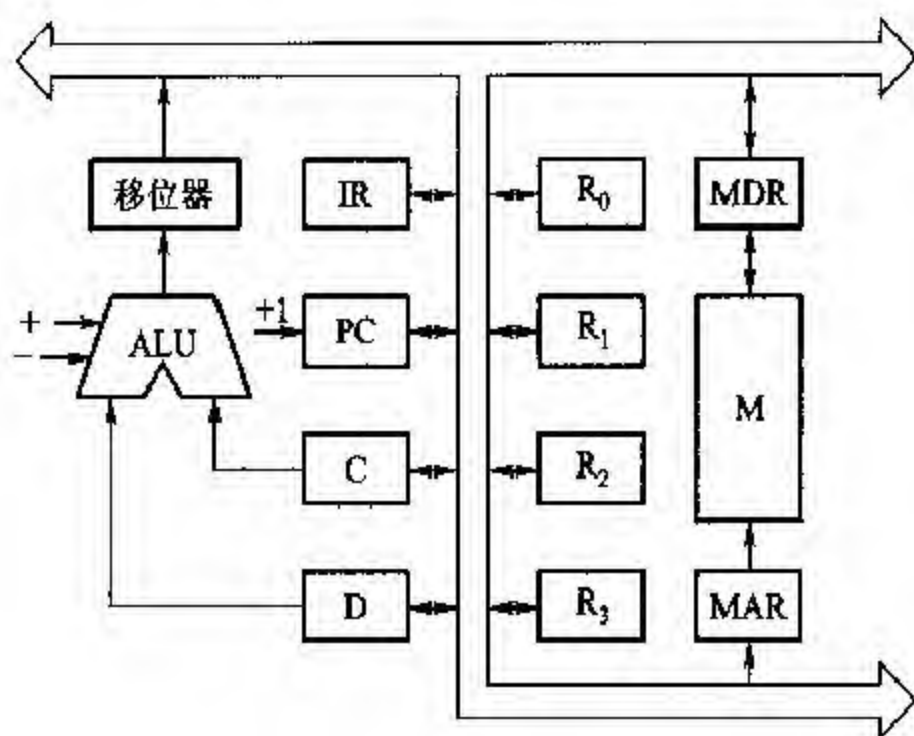 移位器
IR
R0
MDR
+
−
ALU
+1
PC
R1
M
C
R2
D
R3
MAR